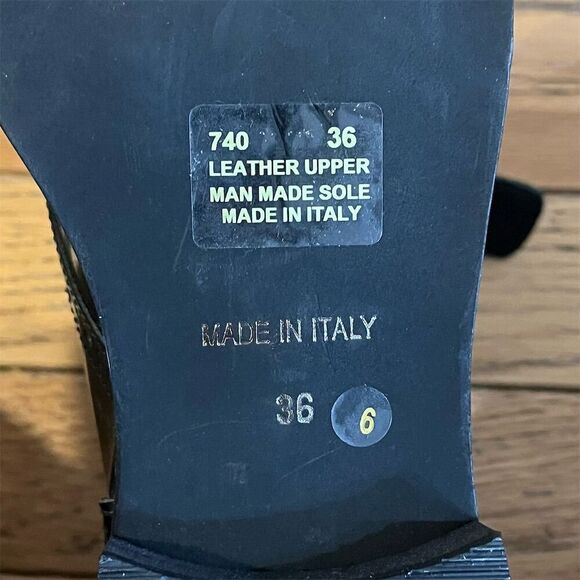 740 36
LEATHER UPPER
MAN MADE SOLE
MADE IN ITALY
MADE IN ITALY
36 6